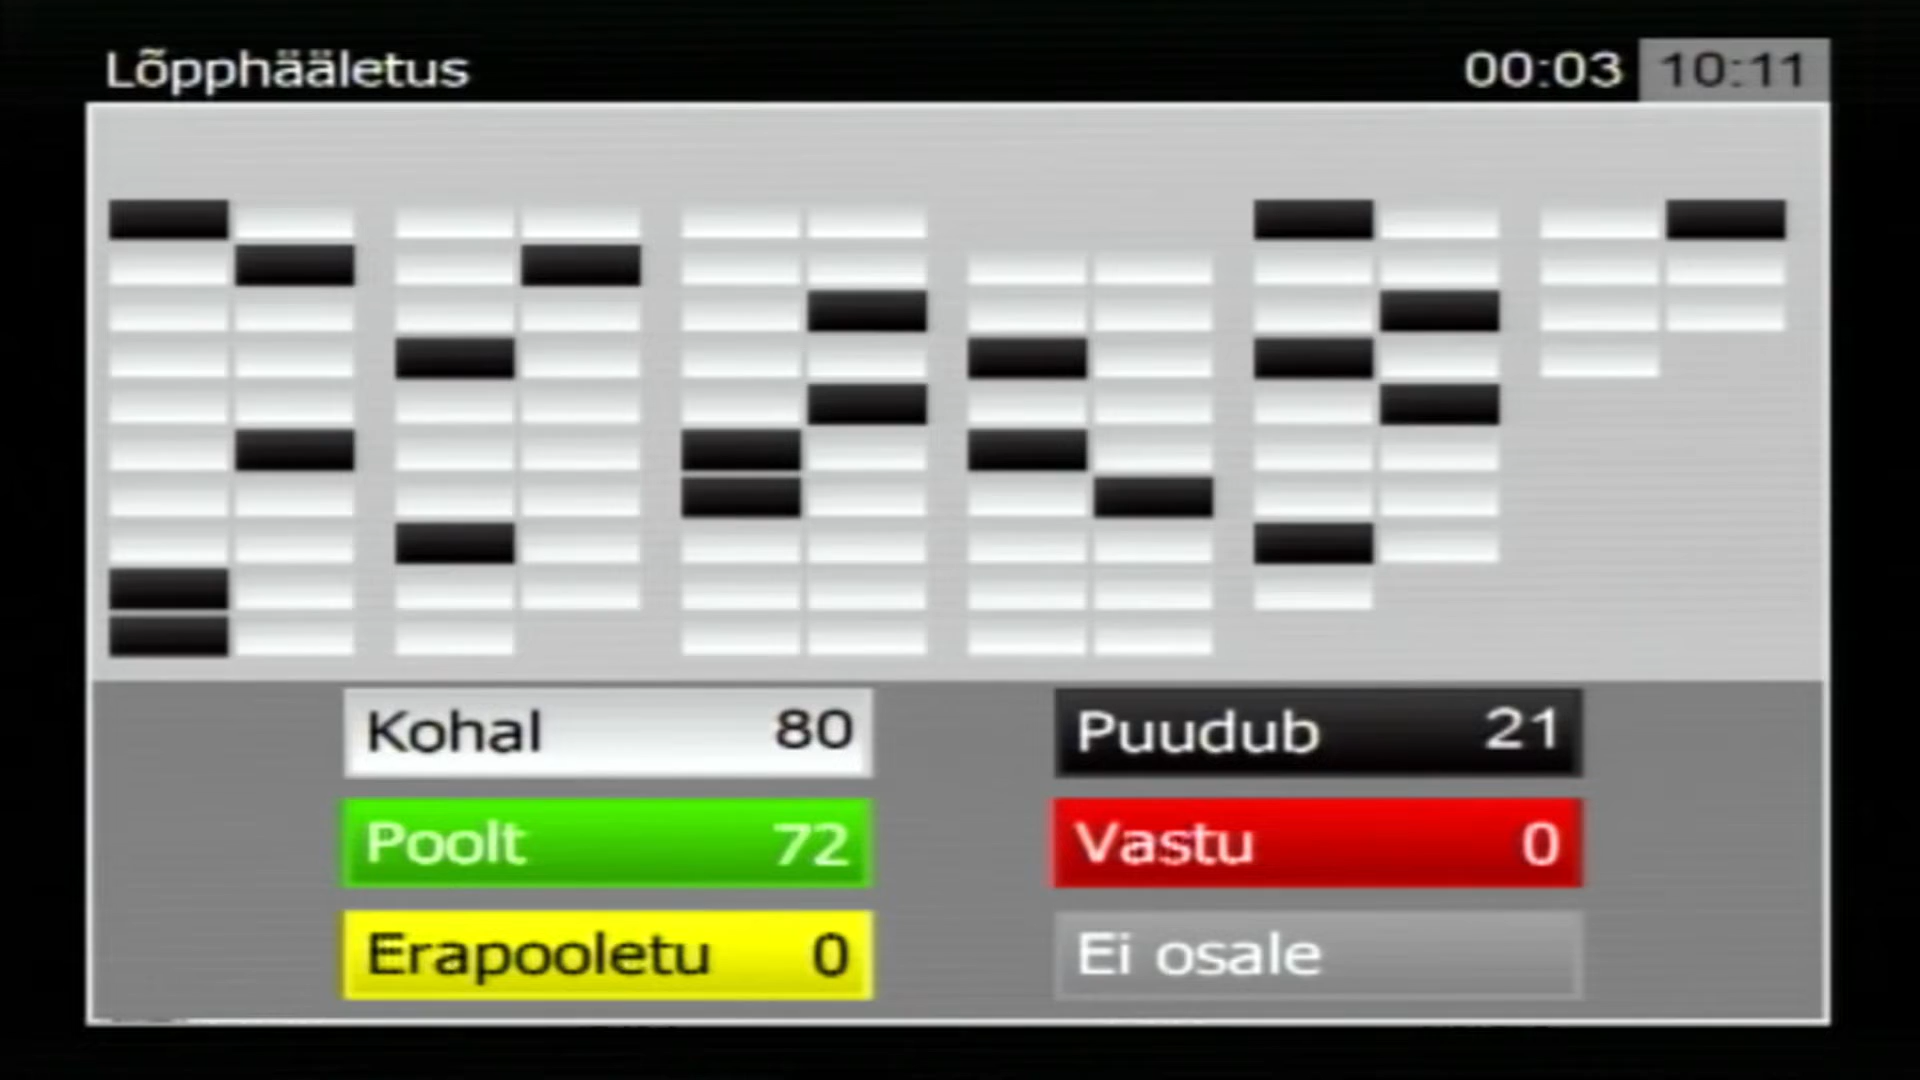 Lõpphääletus 00:03 10:11
Kohal 80 Puudub 21
Poolt 72 Vastu 0
Erapooletu 0 Ei osale